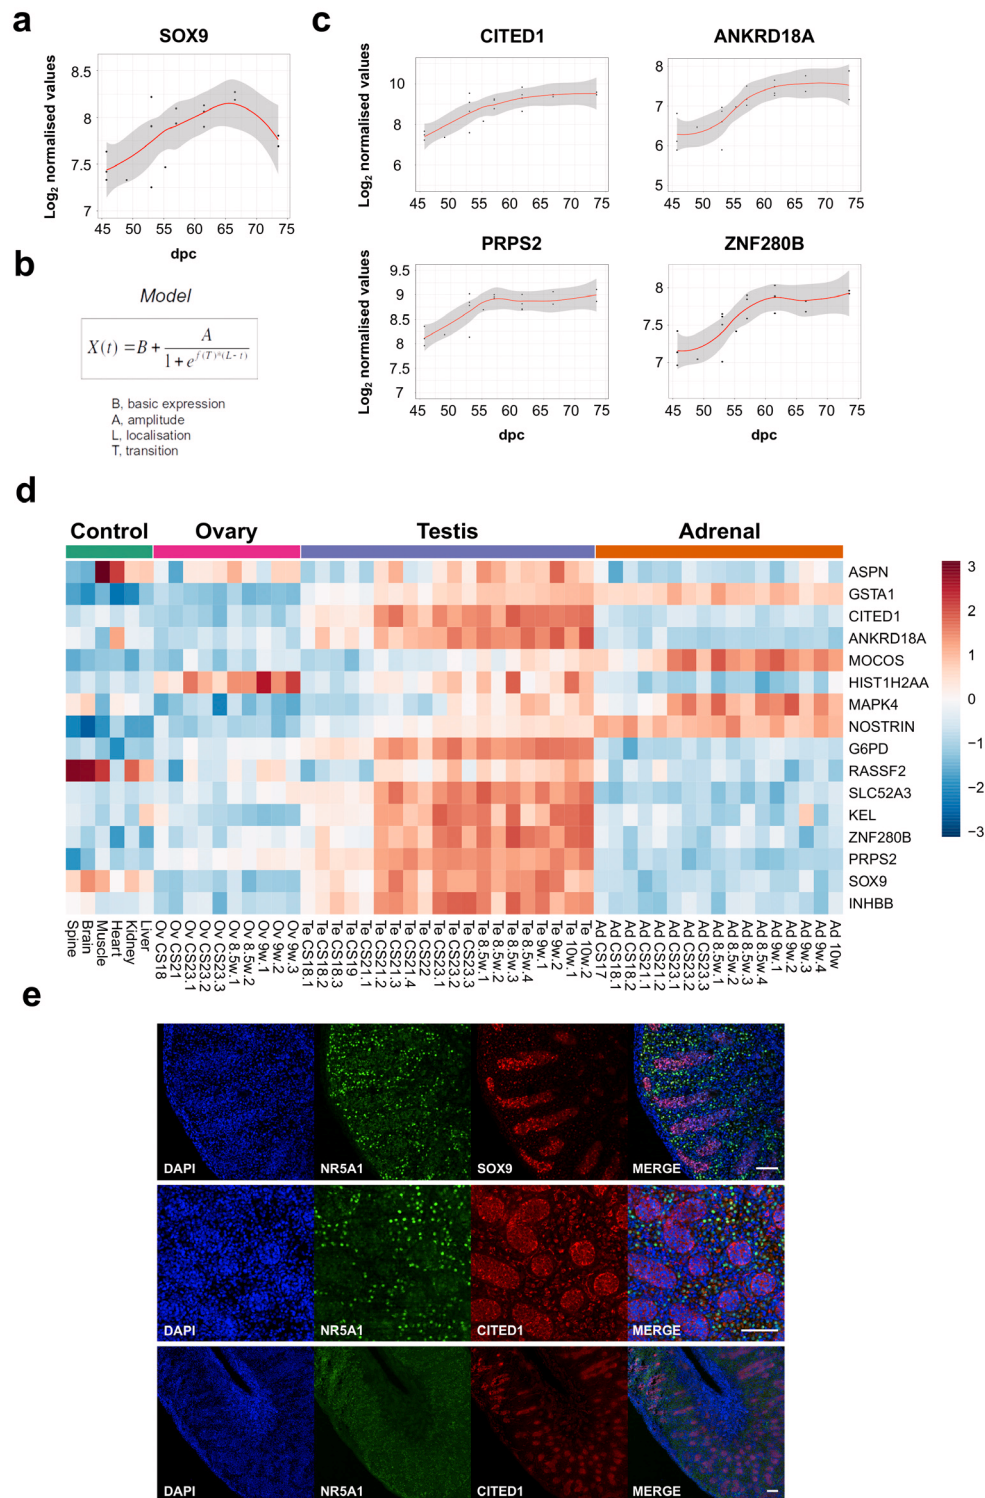 a
SOX9
Log2 normalised values
8.5
8
7.5
7
45 50 55 60 65 70 75
dpc
b
Model
X(t) = B + A / (1 + e^{f(T)*(L-t)})
B, basic expression
A, amplitude
L, localisation
T, transition
c
CITED1
Log2 normalised values
10
8
6
45 50 55 60 65 70 75
ANKRD18A
8
7
6
5
45 50 55 60 65 70 75
PRPS2
Log2 normalised values
9.5
9
8.5
8
7.5
7
45 50 55 60 65 70 75
dpc
ZNF280B
8
7.5
7
45 50 55 60 65 70 75
dpc
d
Control Ovary Testis Adrenal
ASPN
GSTA1
CITED1
ANKRD18A
MOCOS
HIST1H2AA
MAPK4
NOSTRIN
G6PD
RASSF2
SLC52A3
KEL
ZNF280B
PRPS2
SOX9
INHBB
3
2
1
0
−1
−2
−3
Spine
Brain
Muscle
Heart
Kidney
Liver
Ov CS18
Ov CS21
Ov CS23.1
Ov CS23.2
Ov CS23.3
Ov 8.5w.1
Ov 8.5w.2
Ov 9w.1
Ov 9w.2
Ov 9w.3
Te CS18.1
Te CS18.2
Te CS18.3
Te CS19
Te CS21.1
Te CS21.2
Te CS21.3
Te CS21.4
Te CS22
Te CS23.1
Te CS23.2
Te CS23.3
Te 8.5w.1
Te 8.5w.2
Te 8.5w.3
Te 8.5w.4
Te 9w.1
Te 9w.2
Te 10w.1
Te 10w.2
Ad CS17
Ad CS18.1
Ad CS18.2
Ad CS21.1
Ad CS21.2
Ad CS23.1
Ad CS23.2
Ad CS23.3
Ad 8.5w.1
Ad 8.5w.2
Ad 8.5w.3
Ad 8.5w.4
Ad 9w.1
Ad 9w.2
Ad 9w.3
Ad 9w.4
Ad 10w
e
DAPI NR5A1 SOX9 MERGE
DAPI NR5A1 CITED1 MERGE
DAPI NR5A1 CITED1 MERGE